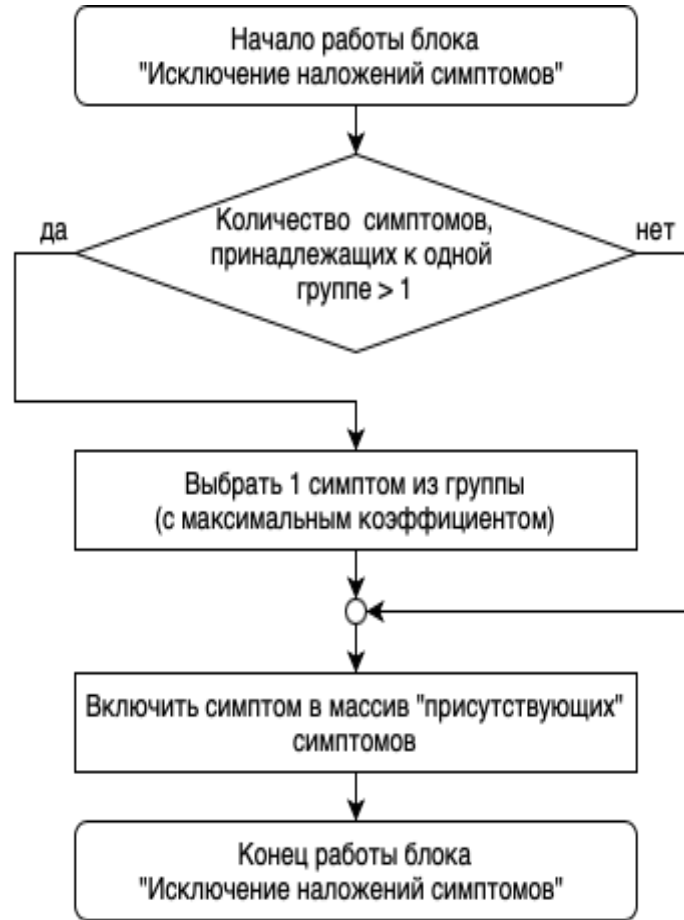 Начало работы блока
"Исключение наложений симптомов"
да
Количество симптомов,
принадлежащих к одной
группе > 1
нет
Выбрать 1 симптом из группы
(с максимальным коэффициентом)
Включить симптом в массив "присутствующих"
симптомов
Конец работы блока
"Исключение наложений симптомов"